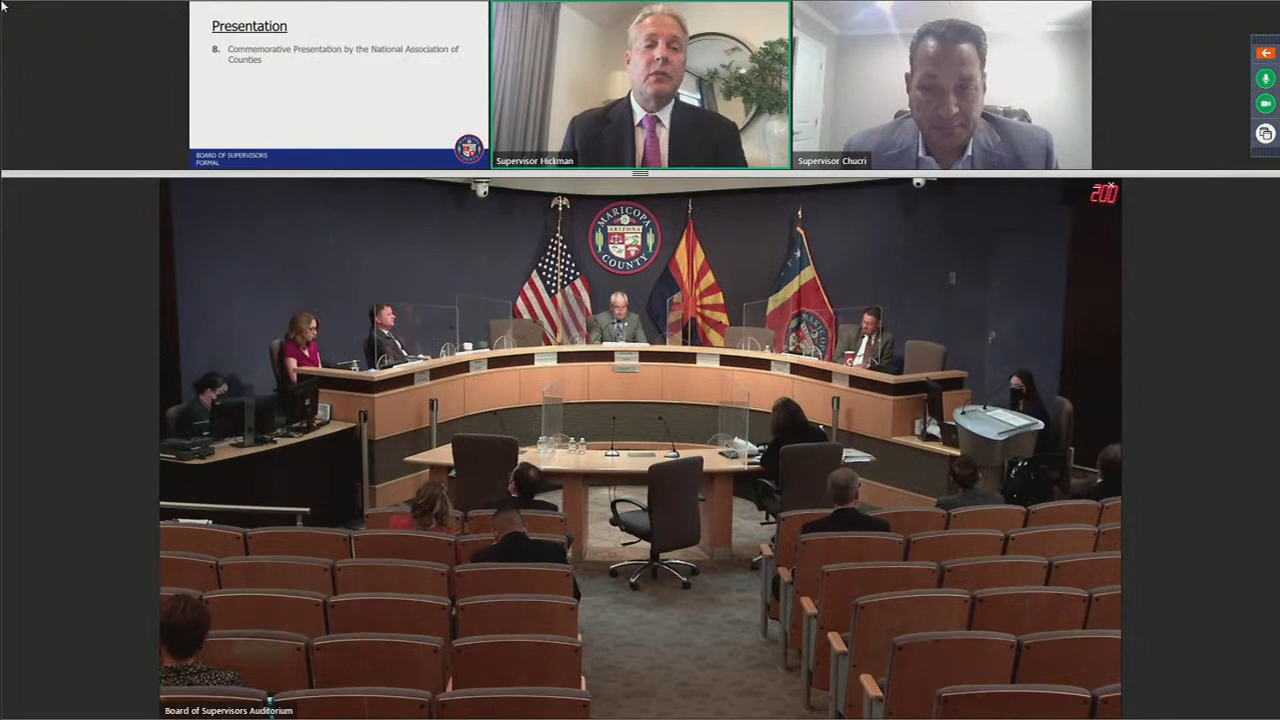 Presentation
8. Commemorative Presentation by the National Association of
Counties
BOARD OF SUPERVISORS
FORMAL
Supervisor Hickman
Supervisor Chucri
MARICOPA
ARIZONA
COUNTY
MARICOPA
200
Board of Supervisors Auditorium